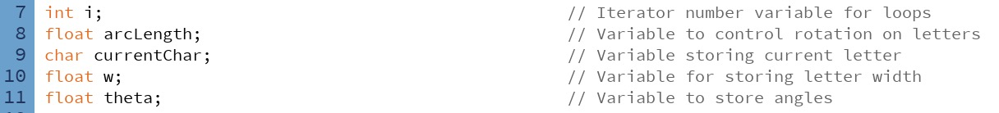 7 int i; // Iterator number variable for loops
8 float arcLength; // Variable to control rotation on letters
9 char currentChar; // Variable storing current letter
10 float w; // Variable for storing letter width
11 float theta; // Variable to store angles